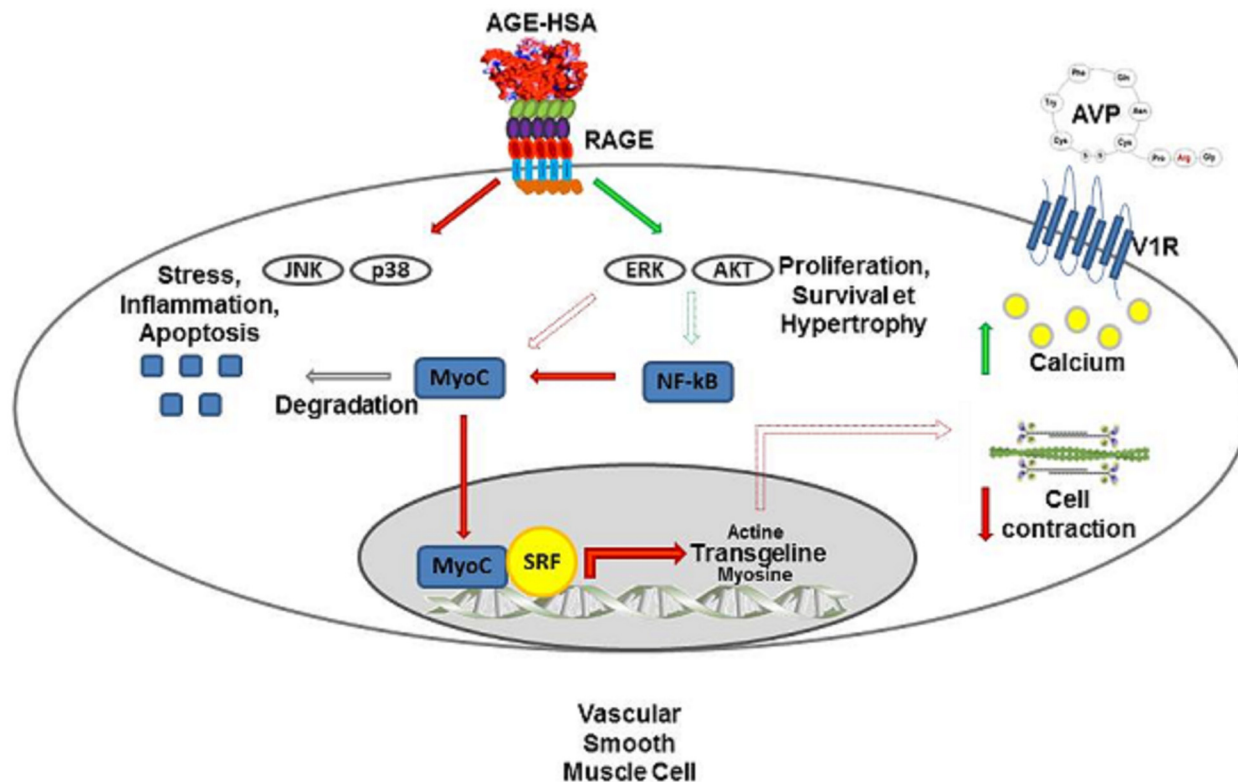 AGE-HSA
RAGE
Phe
Gln
Try
Asn
AVP
Cys
S
S
Cys
Pro
Arg
Gly
V1R
JNK
p38
ERK
AKT
Stress,
Inflammation,
Apoptosis
Proliferation,
Survival et
Hypertrophy
Calcium
MyoC
NF-kB
Degradation
Cell
contraction
MyoC
SRF
Actine
Transgeline
Myosine
Vascular
Smooth
Muscle Cell